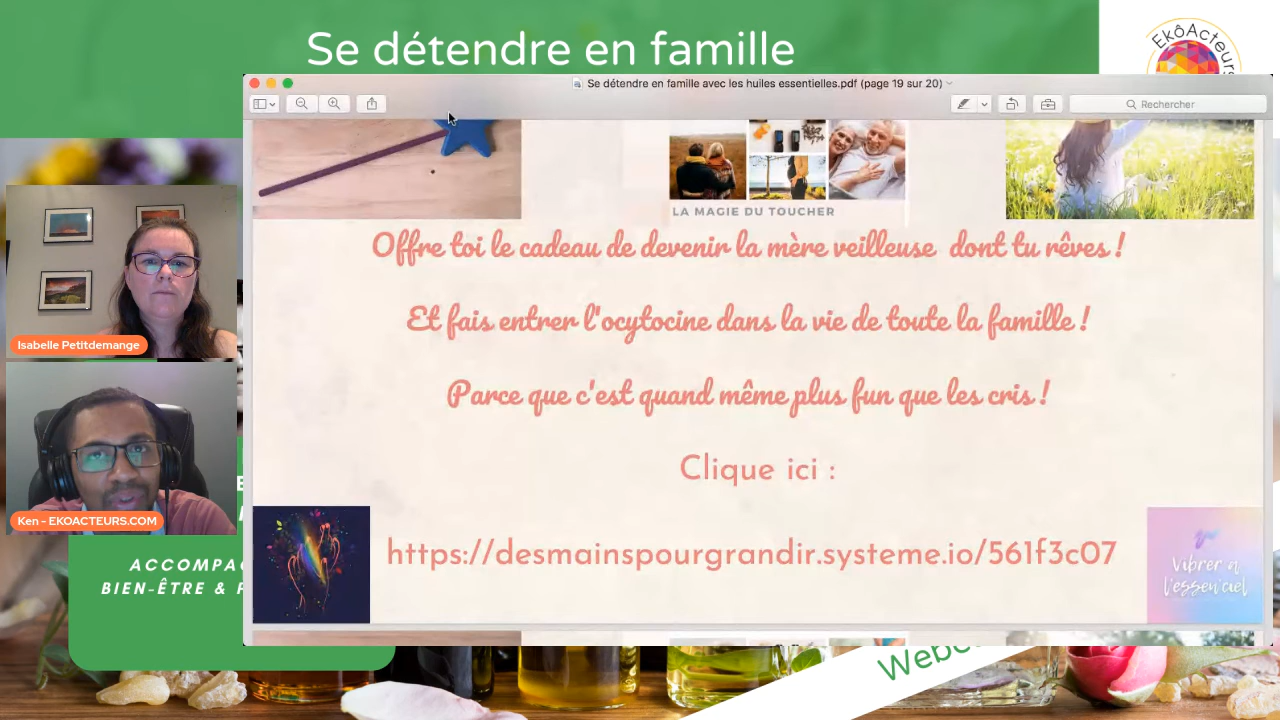 Se détendre en famille
EkôActeurs
Se détendre en famille avec les huiles essentielles.pdf (page 19 sur 20)
Rechercher
LA MAGIE DU TOUCHER
Offre toi le cadeau de devenir la mère veilleuse dont tu rêves !
Et fais entrer l'ocytocine dans la vie de toute la famille !
Parce que c'est quand même plus fun que les cris !
Clique ici :
https://desmainspourgrandir.systeme.io/561f3c07
Vibrer à
l'essen'ciel
Isabelle Petitdemange
Ken - EKOACTEURS.COM
ACCOMPA
BIEN-ÊTRE &